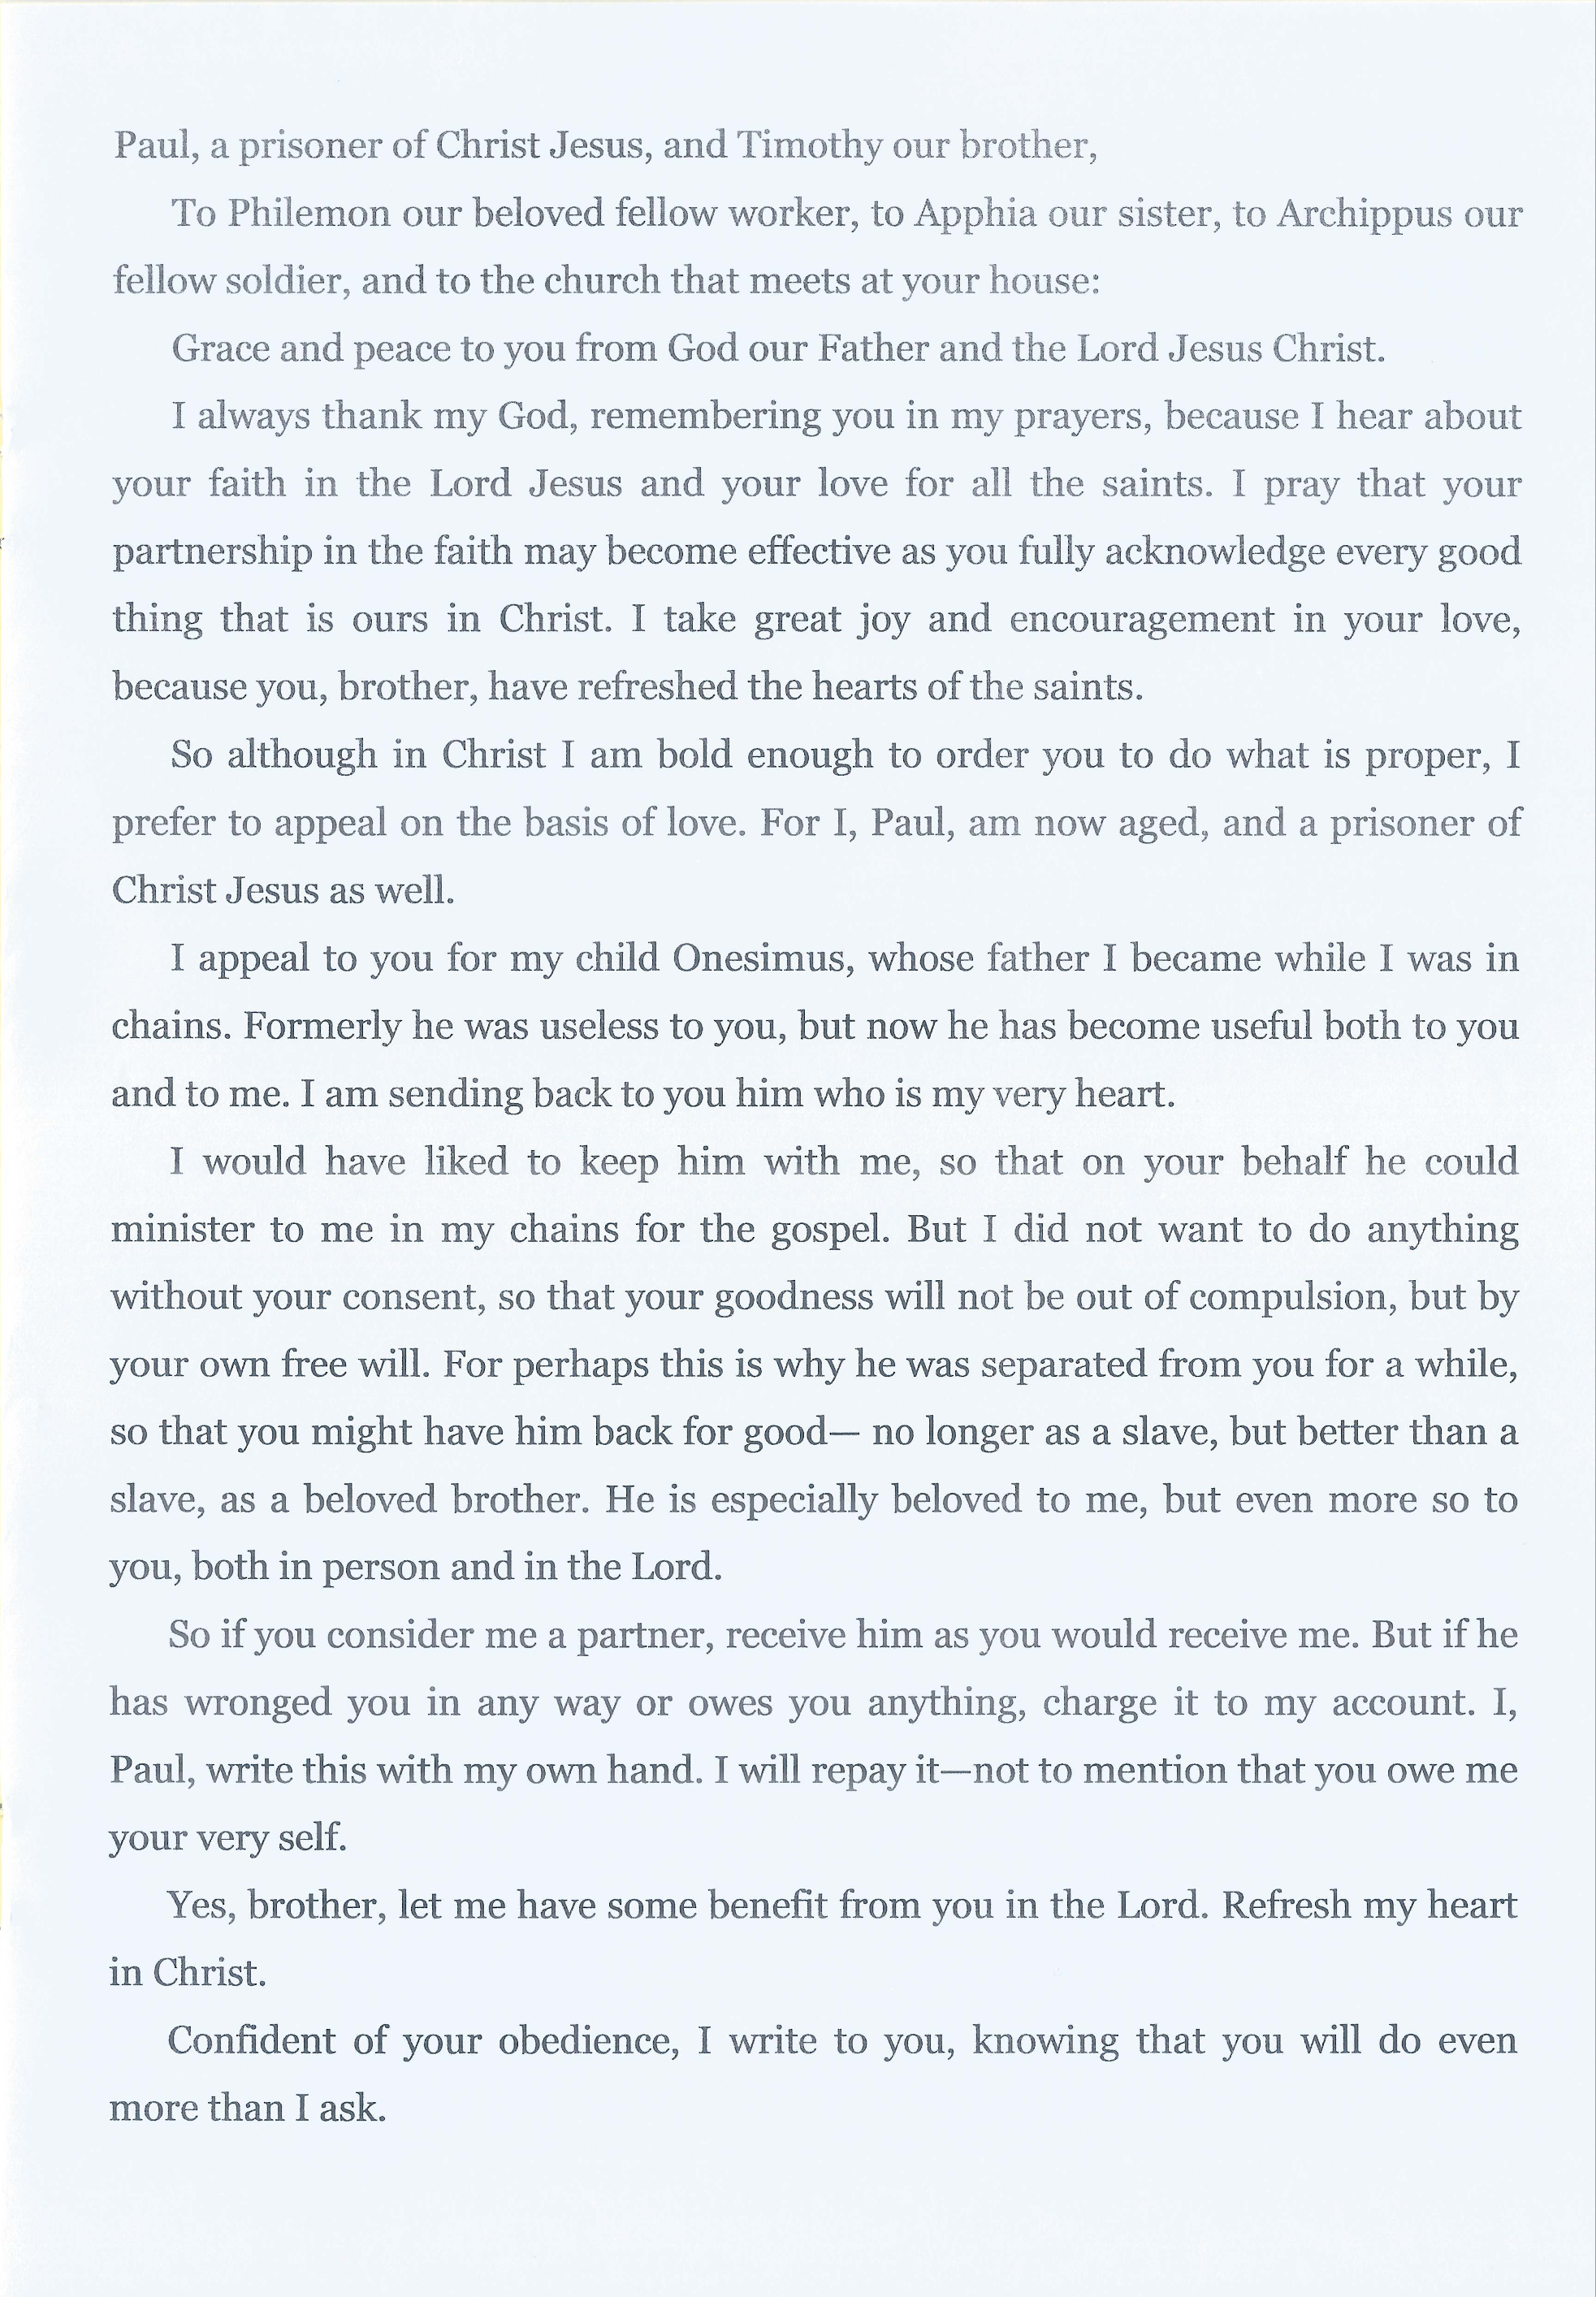 Paul, a prisoner of Christ Jesus, and Timothy our brother,
To Philemon our beloved fellow worker, to Apphia our sister, to Archippus our
fellow soldier, and to the church that meets at your house:
Grace and peace to you from God our Father and the Lord Jesus Christ.
I always thank my God, remembering you in my prayers, because I hear about
your faith in the Lord Jesus and your love for all the saints. I pray that your
partnership in the faith may become effective as you fully acknowledge every good
thing that is ours in Christ. I take great joy and encouragement in your love,
because you, brother, have refreshed the hearts of the saints.
So although in Christ I am bold enough to order you to do what is proper, I
prefer to appeal on the basis of love. For I, Paul, am now aged, and a prisoner of
Christ Jesus as well.
I appeal to you for my child Onesimus, whose father I became while I was in
chains. Formerly he was useless to you, but now he has become useful both to you
and to me. I am sending back to you him who is my very heart.
I would have liked to keep him with me, so that on your behalf he could
minister to me in my chains for the gospel. But I did not want to do anything
without your consent, so that your goodness will not be out of compulsion, but by
your own free will. For perhaps this is why he was separated from you for a while,
so that you might have him back for good— no longer as a slave, but better than a
slave, as a beloved brother. He is especially beloved to me, but even more so to
you, both in person and in the Lord.
So if you consider me a partner, receive him as you would receive me. But if he
has wronged you in any way or owes you anything, charge it to my account. I,
Paul, write this with my own hand. I will repay it—not to mention that you owe me
your very self.
Yes, brother, let me have some benefit from you in the Lord. Refresh my heart
in Christ.
Confident of your obedience, I write to you, knowing that you will do even
more than I ask.